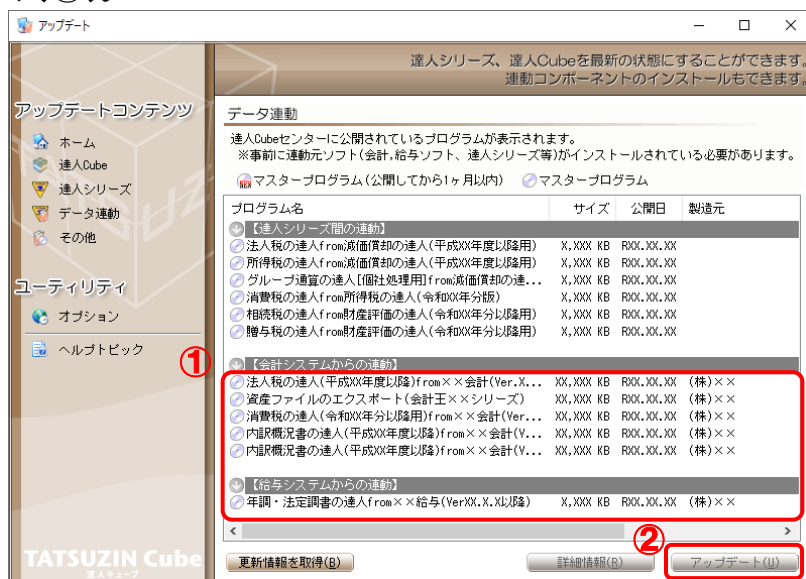 アップデート
達人シリーズ、達人Cubeを最新の状態にすることができます。
連動コンポーネントのインストールもできます。
アップデートコンテンツ
ホーム
達人Cube
達人シリーズ
データ連動
その他
ユーティリティ
オプション
ヘルプトピック
TATSUZIN Cube
達人キューブ
データ連動
達人Cubeセンターに公開されているプログラムが表示されます。
※事前に連動元ソフト(会計,給与ソフト、達人シリーズ等)がインストールされている必要があります。
マスタープログラム(公開してから1ヶ月以内) マスタープログラム
プログラム名 サイズ 公開日 製造元
【達人シリーズ間の連動】
法人税の達人from減価償却の達人(平成XX年度以降用) X,XXX KB RXX.XX.XX
所得税の達人from減価償却の達人(平成XX年度以降用) X,XXX KB RXX.XX.XX
グループ通算の達人[個社処理用]from減価償却の達... X,XXX KB RXX.XX.XX
消費税の達人from所得税の達人(令和XX年分版) X,XXX KB RXX.XX.XX
相続税の達人from財産評価の達人(令和XX年分以降用) X,XXX KB RXX.XX.XX
贈与税の達人from財産評価の達人(令和XX年分以降用) X,XXX KB RXX.XX.XX
①
【会計システムからの連動】
法人税の達人(平成XX年度以降)from××会計(Ver.X... XX,XXX KB RXX.XX.XX (株)××
資産ファイルのエクスポート(会計王××シリーズ) XX,XXX KB RXX.XX.XX (株)××
消費税の達人(令和XX年分以降用)from××会計(Ver... XX,XXX KB RXX.XX.XX (株)××
内訳概況書の達人(平成XX年度以降)from××会計(V... XX,XXX KB RXX.XX.XX (株)××
内訳概況書の達人(平成XX年度以降)from××会計(V... XX,XXX KB RXX.XX.XX (株)××
【給与システムからの連動】
年調・法定調書の達人from××給与(VerXX.X.X以降) X,XXX KB RXX.XX.XX (株)××
②
更新情報を取得(B) 詳細情報(R) アップデート(U)